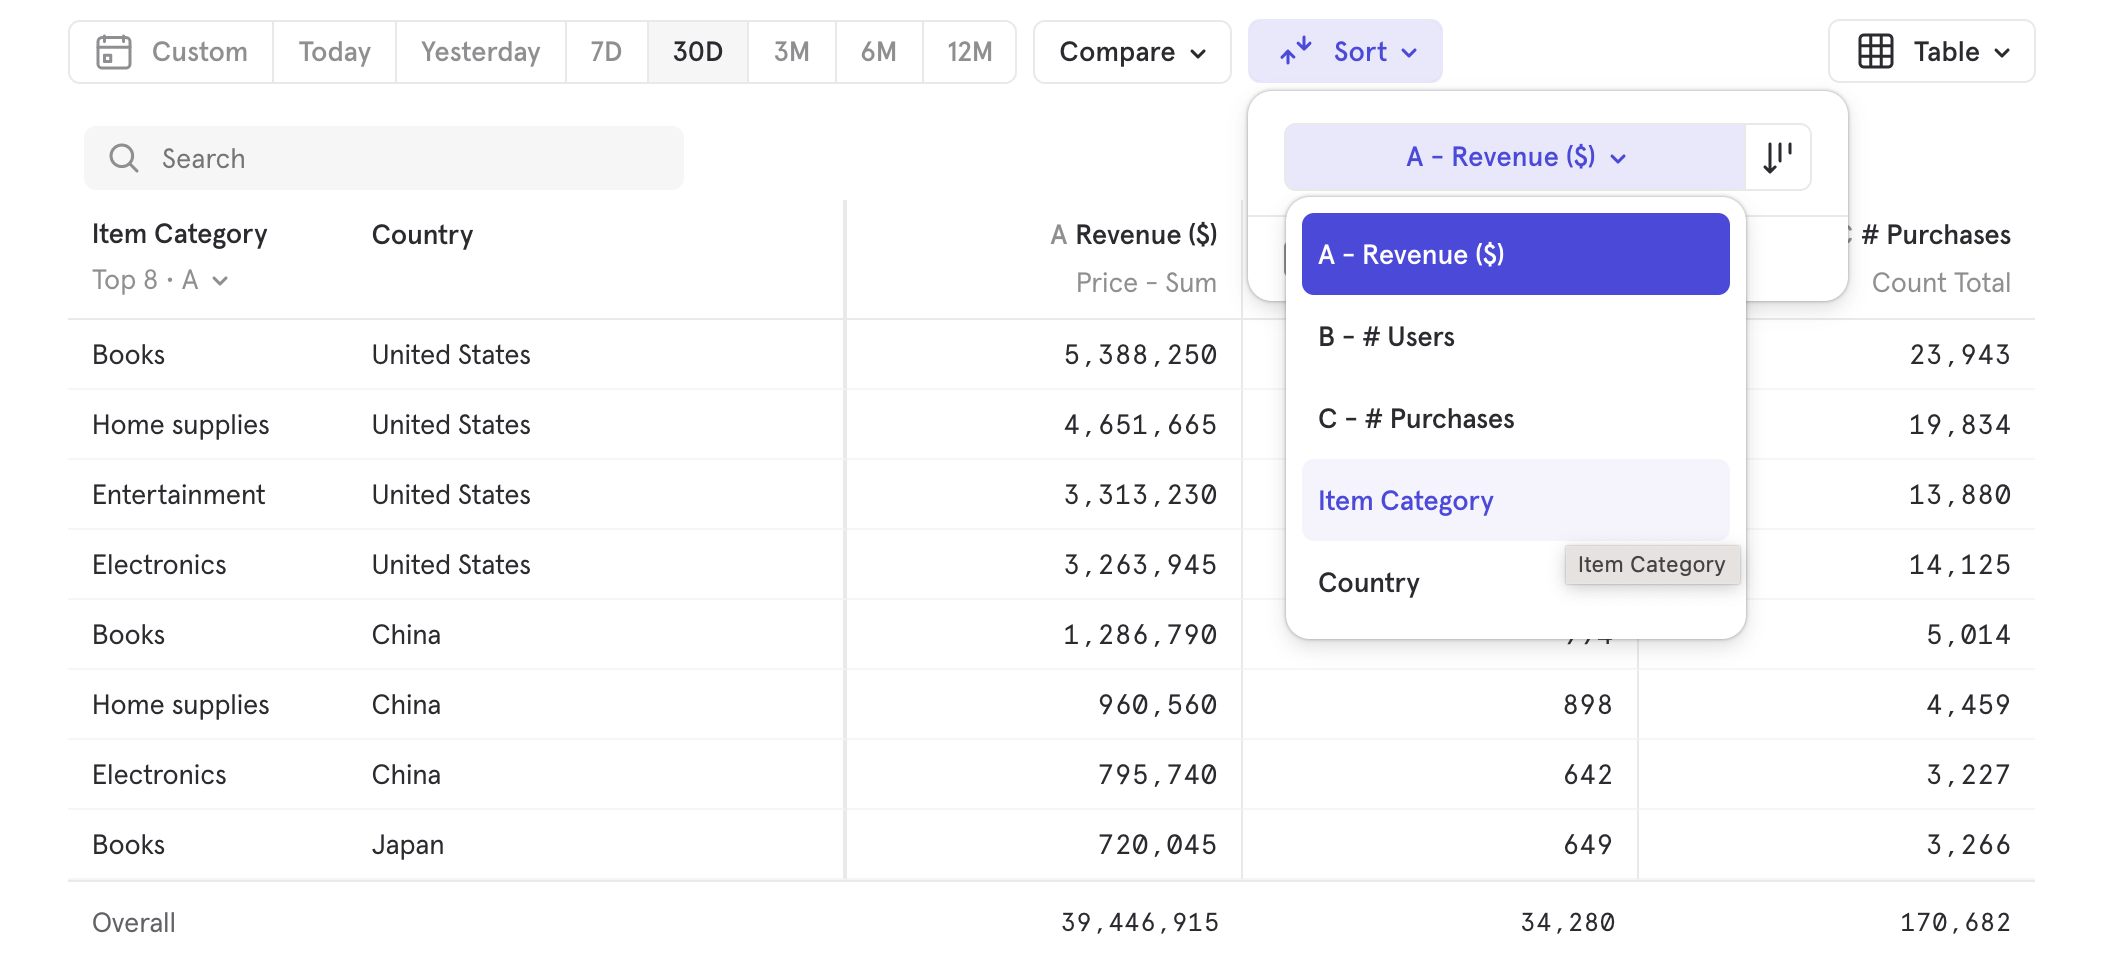 Custom Today Yesterday 7D 30D 3M 6M 12M Compare Sort Table
Search
A - Revenue ($)
Item Category Country A Revenue ($) # Purchases
Top 8 • A Price - Sum Count Total
A - Revenue ($)
B - # Users
C - # Purchases
Item Category
Item Category
Country
Books United States 5,388,250 23,943
Home supplies United States 4,651,665 19,834
Entertainment United States 3,313,230 13,880
Electronics United States 3,263,945 14,125
Books China 1,286,790 5,014
Home supplies China 960,560 898 4,459
Electronics China 795,740 642 3,227
Books Japan 720,045 649 3,266
Overall 39,446,915 34,280 170,682